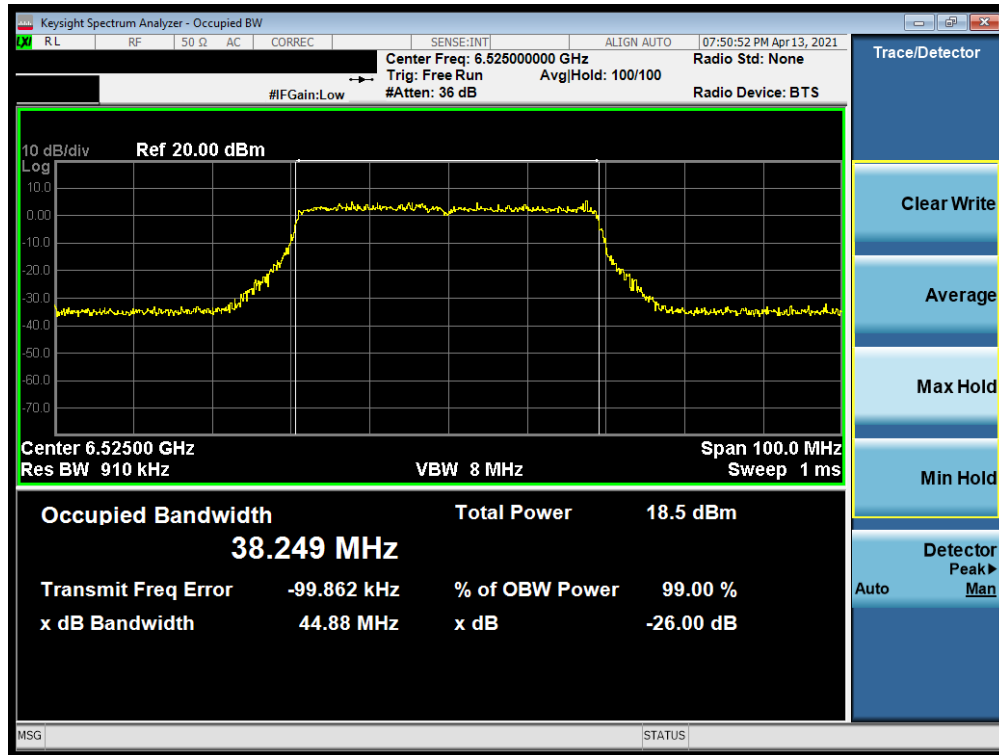 Keysight Spectrum Analyzer - Occupied BW
LXI RL RF 50 Ω AC CORREC SENSE:INT ALIGN AUTO 07:50:52 PM Apr 13, 2021
Center Freq: 6.525000000 GHz Radio Std: None
Trig: Free Run Avg|Hold: 100/100
#IFGain:Low #Atten: 36 dB Radio Device: BTS
10 dB/div Ref 20.00 dBm
Log
10.0
0.00
-10.0
-20.0
-30.0
-40.0
-50.0
-60.0
-70.0
Center 6.52500 GHz Span 100.0 MHz
Res BW 910 kHz VBW 8 MHz Sweep 1 ms
Occupied Bandwidth Total Power 18.5 dBm
38.249 MHz
Transmit Freq Error -99.862 kHz % of OBW Power 99.00 %
x dB Bandwidth 44.88 MHz x dB -26.00 dB
MSG STATUS
Trace/Detector
Clear Write
Average
Max Hold
Min Hold
Detector
Peak▶
Auto Man